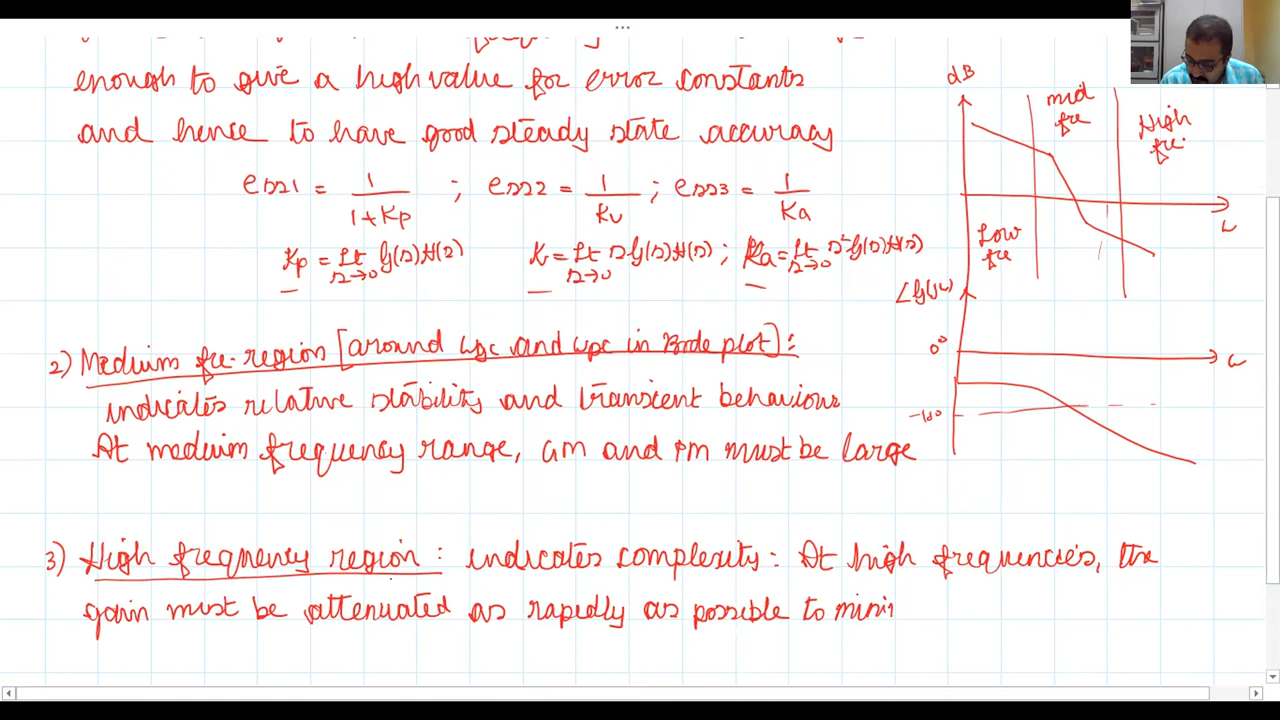 enough to give a high value for error constants
and hence to have good steady state accuracy
ess1 = 1/(1+Kp) ; ess2 = 1/Kv ; ess3 = 1/Ka
Kp = Lt s→0 G(s)H(s) K = Lt s→0 sG(s)H(s) ; Ka = Lt s→0 s²G(s)H(s)
2) Medium fre. region [around ωgc and ωpc in Bode plot] :
indicates relative stability and transient behaviour
At medium frequency range, GM and PM must be large
3) High frequency region : indicates complexity : At high frequencies, the
gain must be attenuated as rapidly as possible to mini
dB
mid
fre
High
fre.
Low
fre
ω
∠G(jω)
0°
ω
-180